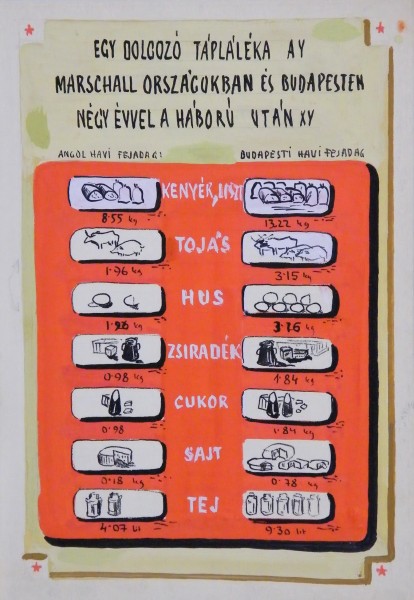 EGY DOLGOZÓ TÁPLÁLÉKA A Y
MARSCHALL ORSZÁGOKBAN ÉS BUDAPESTEN
NÉGY ÉVVEL A HÁBORÚ UTÁN XY
ANGOL HAVI FEJADAG: BUDAPESTI HAVI FEJADAG
KENYÉR, LISZT
8.55 kg 13.22 kg
TOJÁS
1.96 kg 3.15 kg
HUS
kg kg
ZSIRADÉK
0.98 kg 1.84 kg
CUKOR
0.98 1.84 kg
SAJT
0.18 kg 0.78 kg
TEJ
4.07 lit 9.30 lit